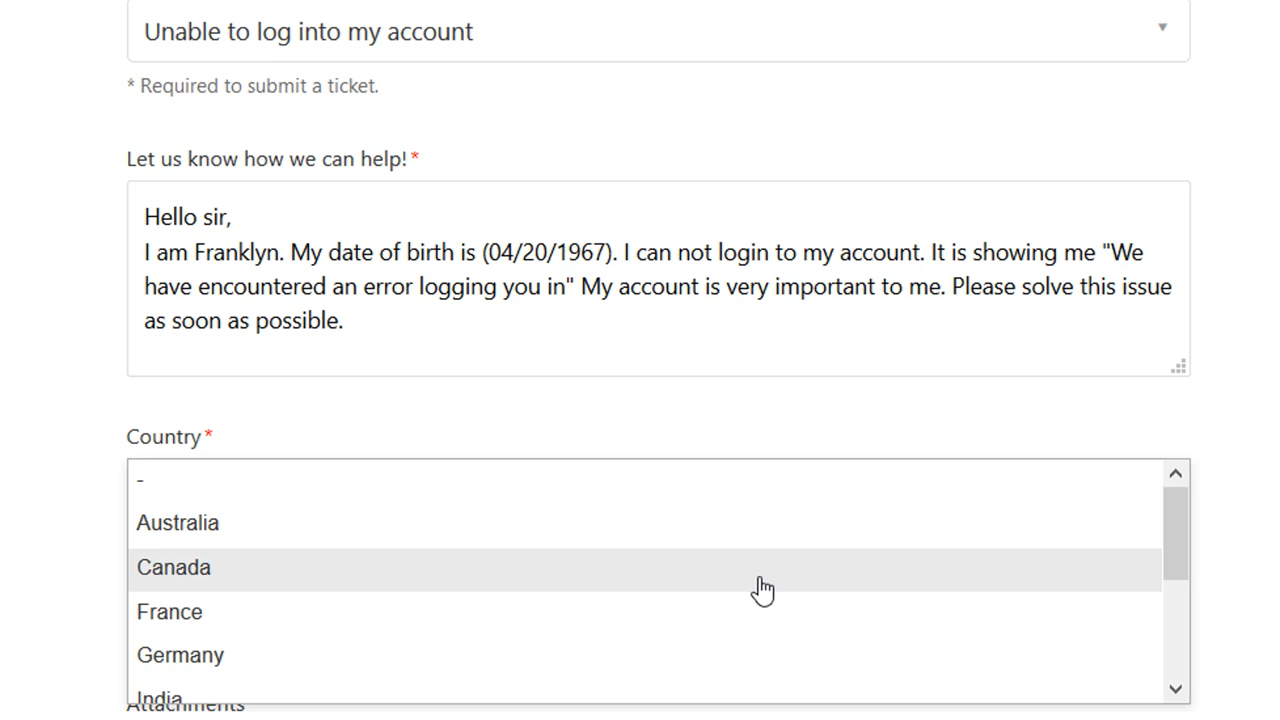 Unable to log into my account
* Required to submit a ticket.
Let us know how we can help!*
Hello sir,
I am Franklyn. My date of birth is (04/20/1967). I can not login to my account. It is showing me "We
have encountered an error logging you in" My account is very important to me. Please solve this issue
as soon as possible.
Country*
-
Australia
Canada
France
Germany
India
Attachments